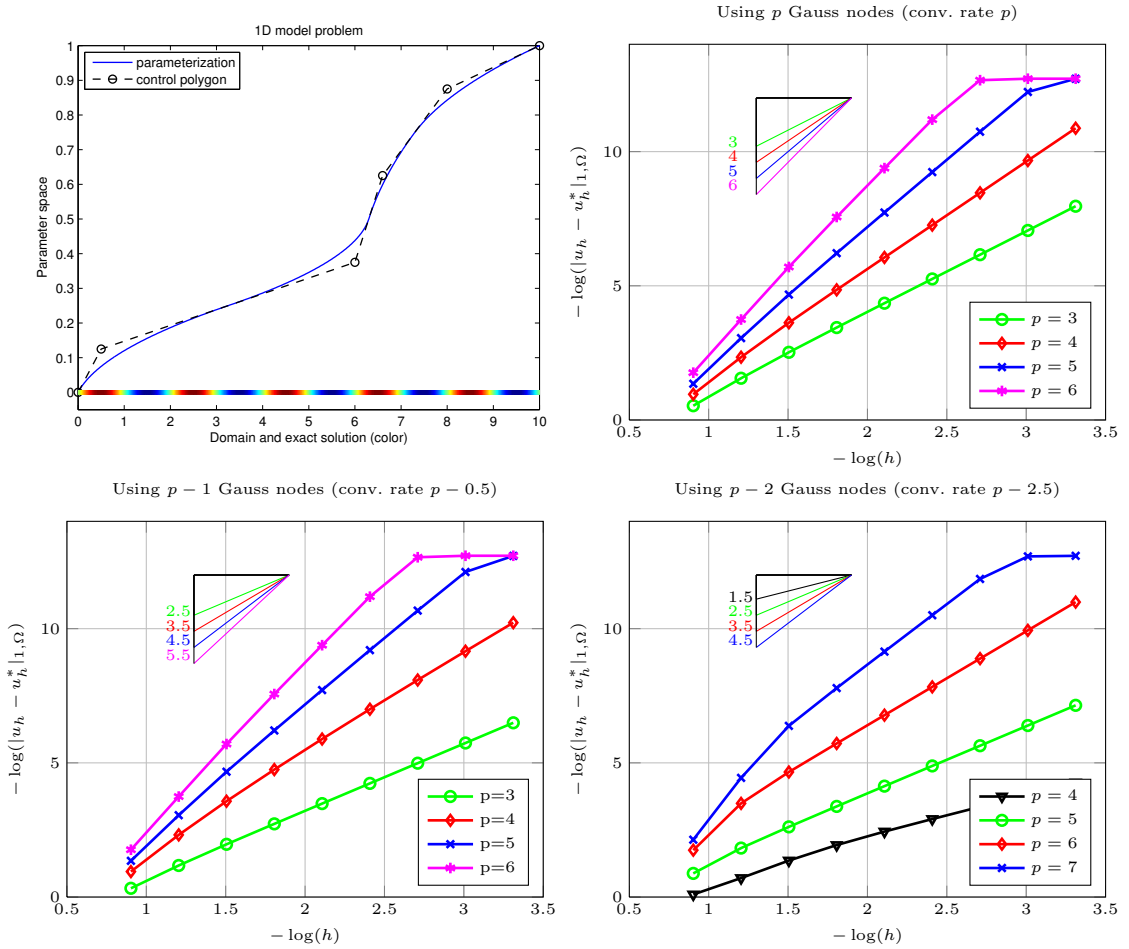 1D model problem
parameterization
control polygon
Parameter space
1
0.9
0.8
0.7
0.6
0.5
0.4
0.3
0.2
0.1
0
0 1 2 3 4 5 6 7 8 9 10
Domain and exact solution (color)
Using p Gauss nodes (conv. rate p)
− log(|u_h − u_h^*|_{1,Ω})
10
5
0
3
4
5
6
p = 3
p = 4
p = 5
p = 6
0.5 1 1.5 2 2.5 3 3.5
− log(h)
Using p − 1 Gauss nodes (conv. rate p − 0.5)
− log(|u_h − u_h^*|_{1,Ω})
10
5
0
2.5
3.5
4.5
5.5
p=3
p=4
p=5
p=6
0.5 1 1.5 2 2.5 3 3.5
− log(h)
Using p − 2 Gauss nodes (conv. rate p − 2.5)
− log(|u_h − u_h^*|_{1,Ω})
10
5
0
1.5
2.5
3.5
4.5
p = 4
p = 5
p = 6
p = 7
0.5 1 1.5 2 2.5 3 3.5
− log(h)